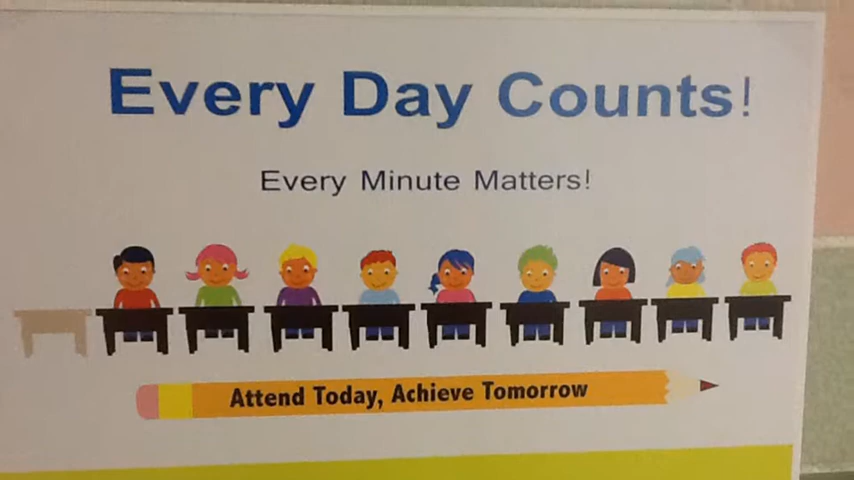 Every Day Counts!
Every Minute Matters!
Attend Today, Achieve Tomorrow